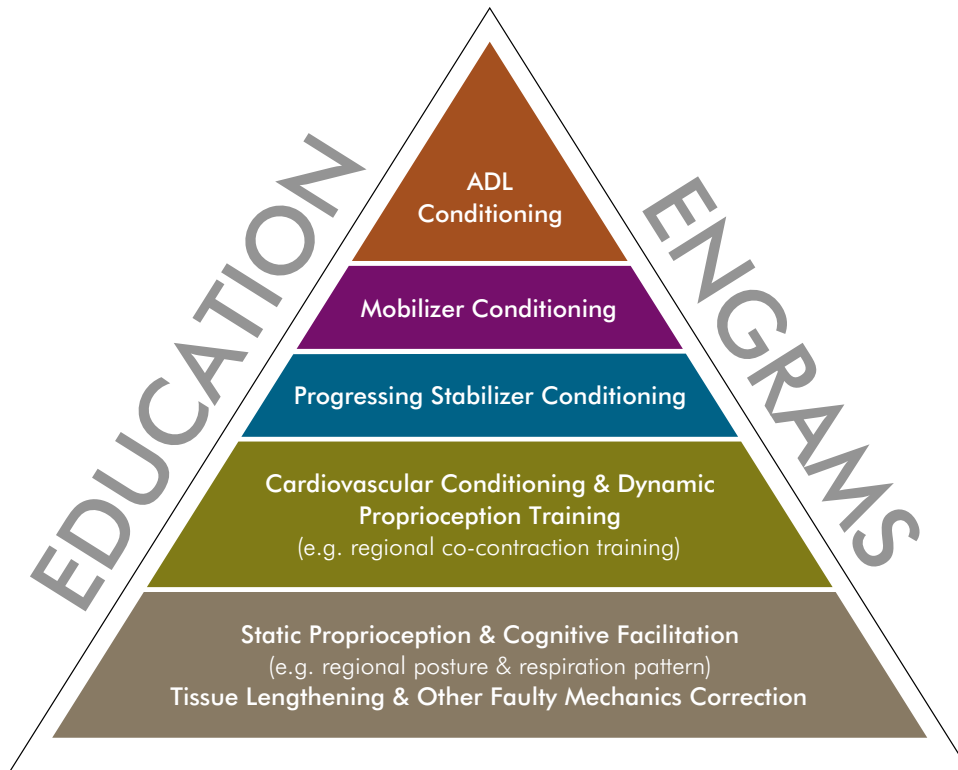 EDUCATION
ENGRAMS
ADL
Conditioning
Mobilizer Conditioning
Progressing Stabilizer Conditioning
Cardiovascular Conditioning & Dynamic
Proprioception Training
(e.g. regional co-contraction training)
Static Proprioception & Cognitive Facilitation
(e.g. regional posture & respiration pattern)
Tissue Lengthening & Other Faulty Mechanics Correction